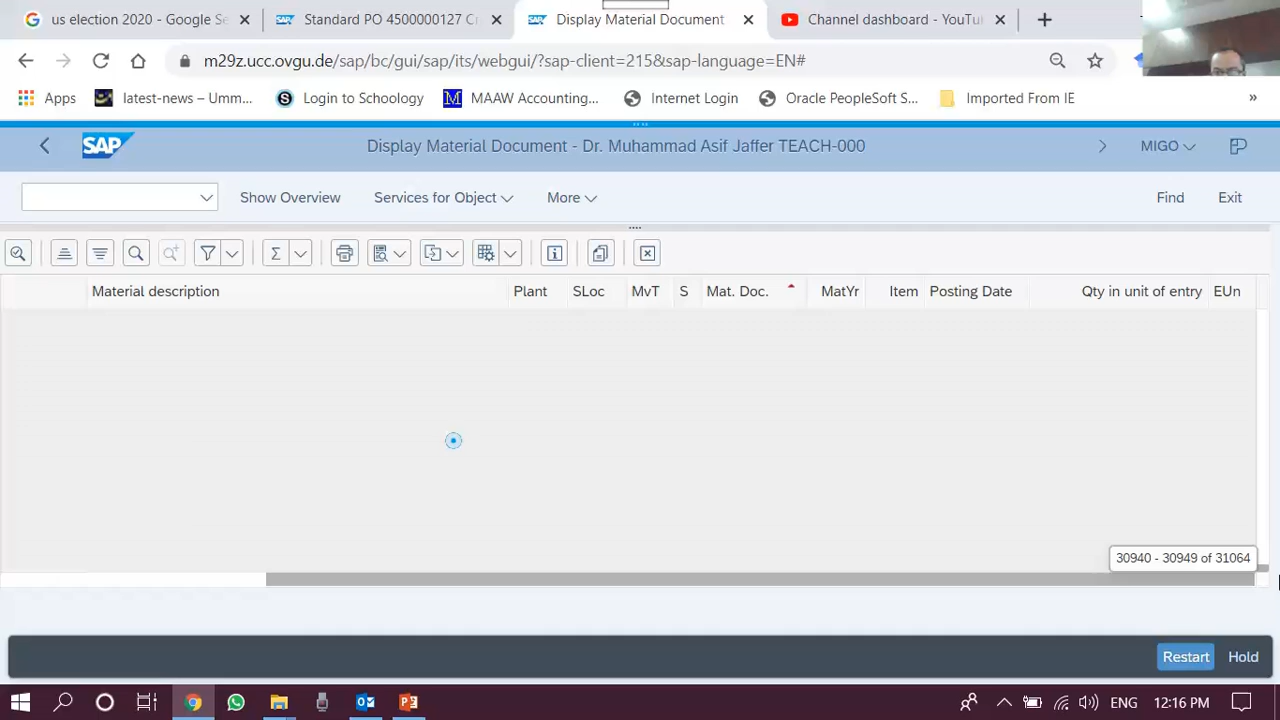 us election 2020 - Google Se
Standard PO 4500000127 C
Display Material Document
Channel dashboard - YouTu
m29z.ucc.ovgu.de/sap/bc/gui/sap/its/webgui/?sap-client=215&sap-language=EN#
Apps
latest-news – Umm...
Login to Schoology
MAAW Accounting...
Internet Login
Oracle PeopleSoft S...
Imported From IE
SAP
Display Material Document - Dr. Muhammad Asif Jaffer TEACH-000
MIGO
Show Overview
Services for Object
More
Find
Exit
Material description
Plant
SLoc
MvT
S
Mat. Doc.
MatYr
Item
Posting Date
Qty in unit of entry
EUn
30940 - 30949 of 31064
Restart
Hold
ENG
12:16 PM